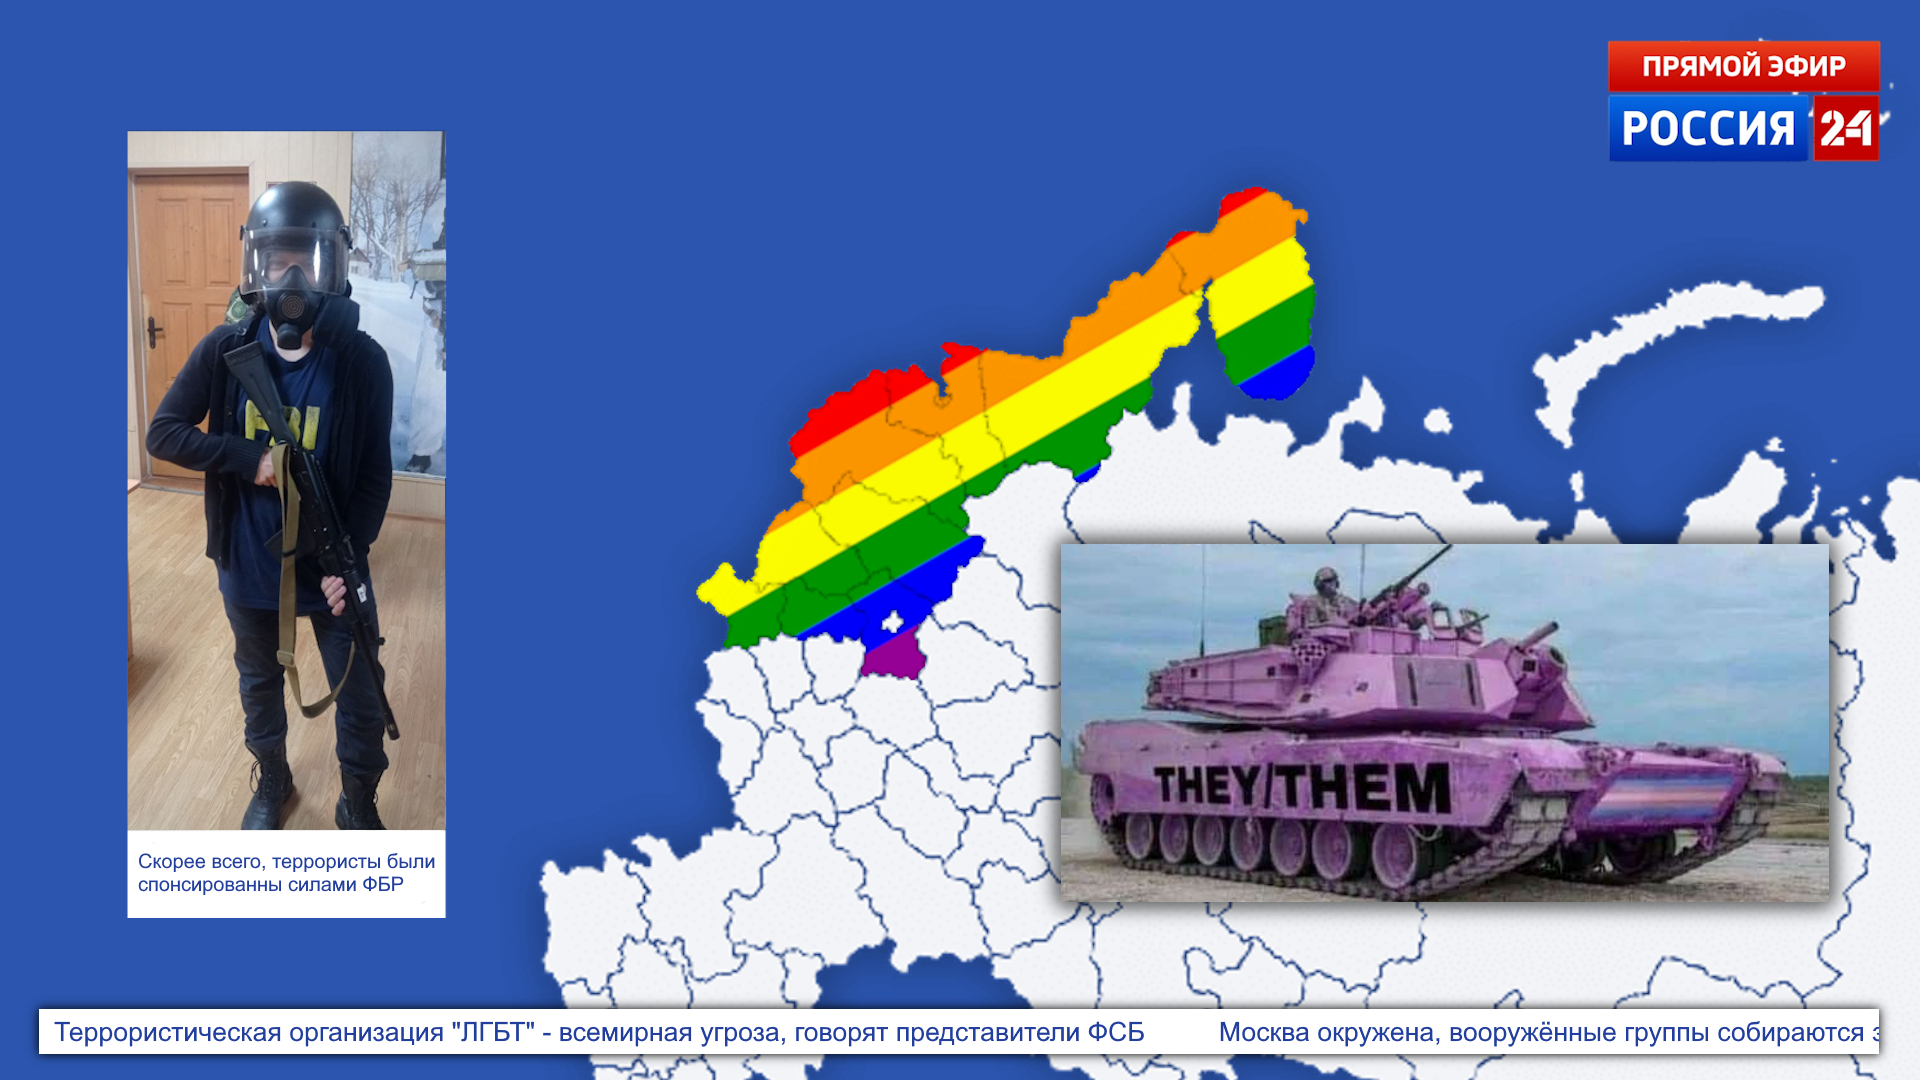 ПРЯМОЙ ЭФИР
РОССИЯ 24
FBI
Скорее всего, террористы были
спонсированны силами ФБР
THEY/THEM
Террористическая организация "ЛГБТ" - всемирная угроза, говорят представители ФСБ
Москва окружена, вооружённые группы собираются